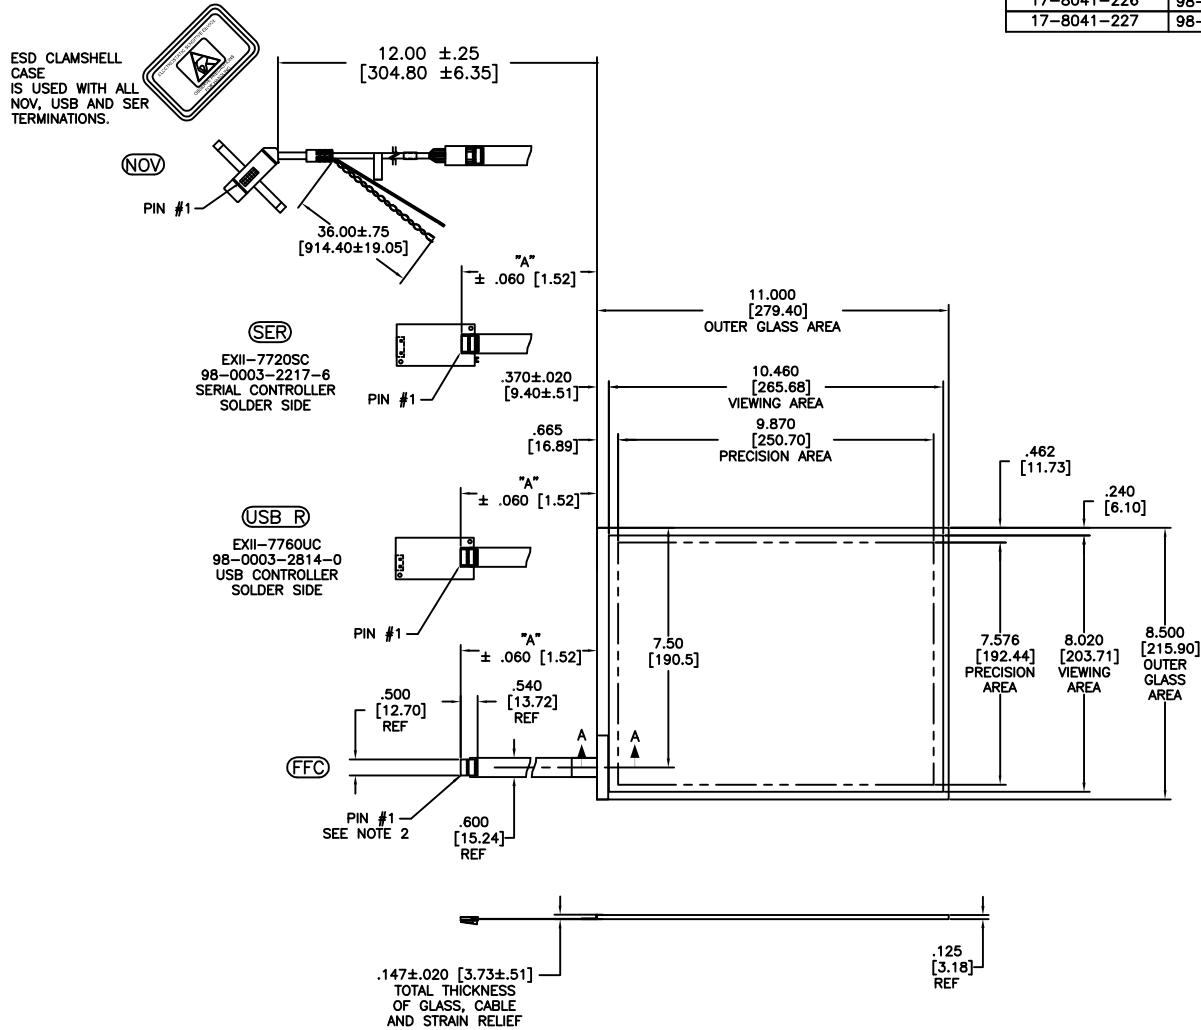 17-8041-226 98-
17-8041-227 98-
ESD CLAMSHELL
CASE
IS USED WITH ALL
NOV, USB AND SER
TERMINATIONS.
12.00 ±.25
[304.80 ±6.35]
NOV
PIN #1
36.00±.75
[914.40±19.05]
"A"
± .060 [1.52]
11.000
[279.40]
OUTER GLASS AREA
SER
EXII-7720SC
98-0003-2217-6
SERIAL CONTROLLER
SOLDER SIDE
PIN #1
.370±.020
[9.40±.51]
10.460
[265.68]
VIEWING AREA
.665
[16.89]
9.870
[250.70]
PRECISION AREA
.462
[11.73]
.240
[6.10]
"A"
± .060 [1.52]
USB R
EXII-7760UC
98-0003-2814-0
USB CONTROLLER
SOLDER SIDE
PIN #1
"A"
± .060 [1.52]
7.50
[190.5]
7.576
[192.44]
PRECISION
AREA
8.020
[203.71]
VIEWING
AREA
8.500
[215.90]
OUTER
GLASS
AREA
.500
[12.70]
REF
.540
[13.72]
REF
A A
FFC
PIN #1
SEE NOTE 2
.600
[15.24]
REF
.147±.020 [3.73±.51]
TOTAL THICKNESS
OF GLASS, CABLE
AND STRAIN RELIEF
.125
[3.18]
REF